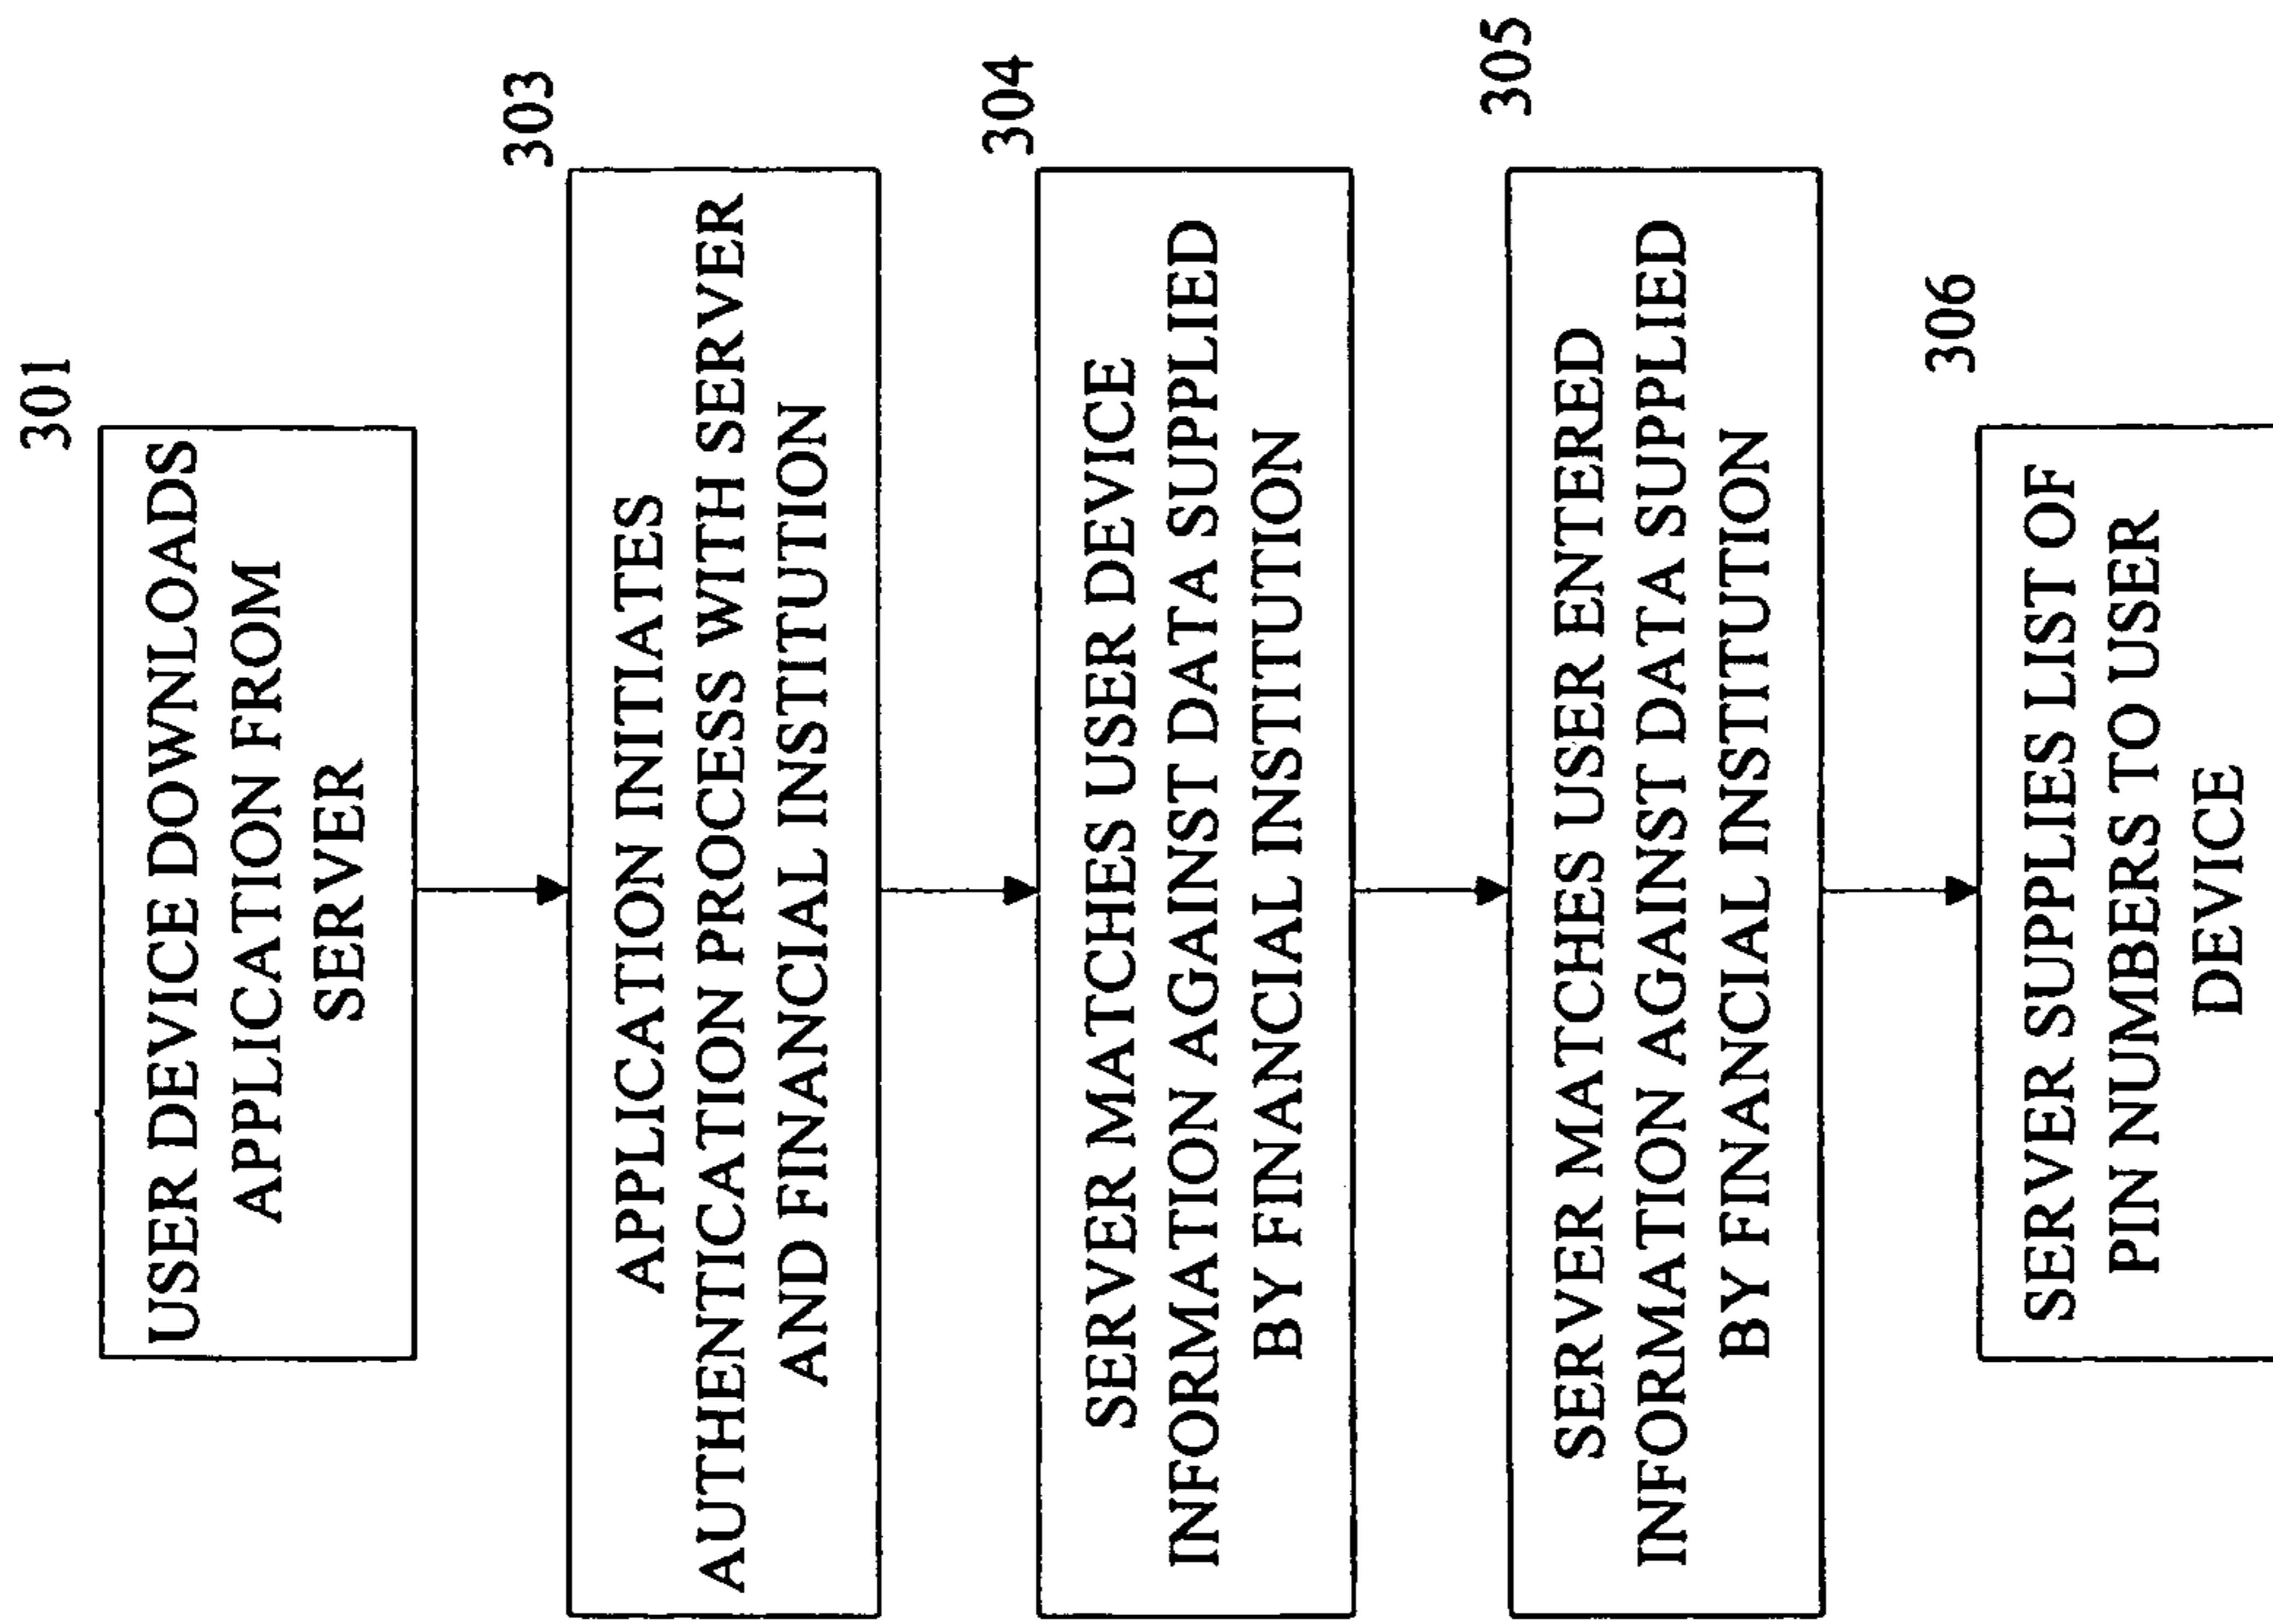 301
USER DEVICE DOWNLOADS
APPLICATION FROM
SERVER
303
APPLICATION INITIATES
AUTHENTICATION PROCESS WITH SERVER
AND FINANCIAL INSTITUTION
304
SERVER MATCHES USER DEVICE
INFORMATION AGAINST DATA SUPPLIED
BY FINANCIAL INSTITUTION
305
SERVER MATCHES USER ENTERED
INFORMATION AGAINST DATA SUPPLIED
BY FINANCIAL INSTITUTION
306
SERVER SUPPLIES LIST OF
PIN NUMBERS TO USER
DEVICE